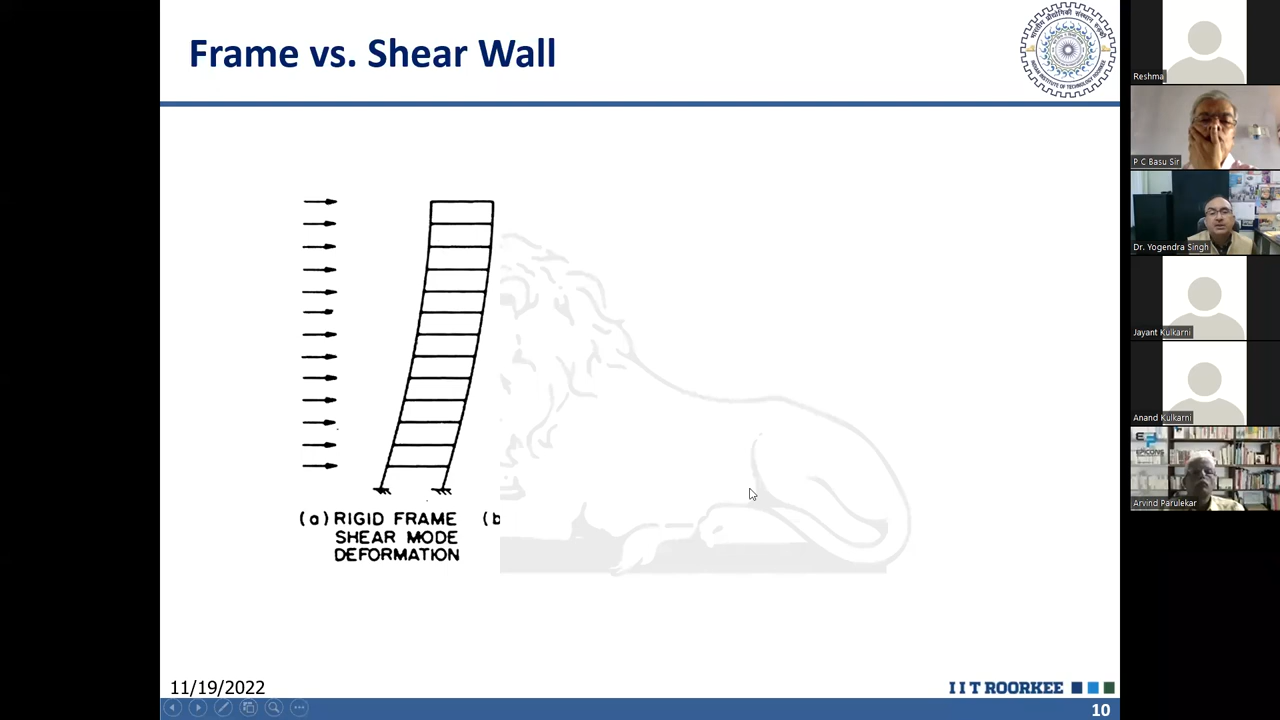 Frame vs. Shear Wall
(a) RIGID FRAME (b
SHEAR MODE
DEFORMATION
11/19/2022
I I T ROORKEE
10
Reshma
P C Basu Sir
Dr. Yogendra Singh
Jayant Kulkarni
Anand Kulkarni
Arvind Parulekar